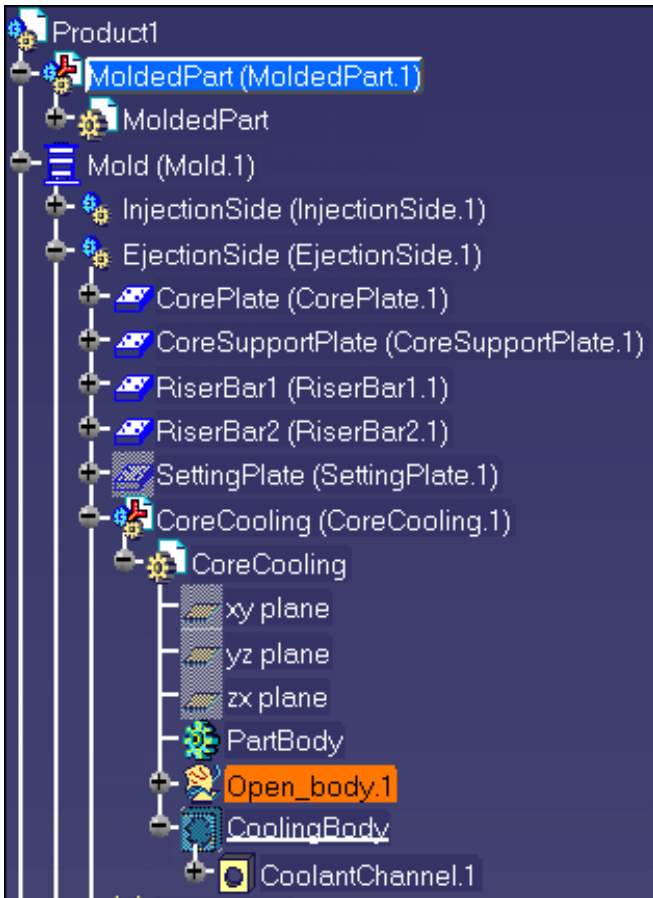 Product1
MoldedPart (MoldedPart.1)
MoldedPart
Mold (Mold.1)
InjectionSide (InjectionSide.1)
EjectionSide (EjectionSide.1)
CorePlate (CorePlate.1)
CoreSupportPlate (CoreSupportPlate.1)
RiserBar1 (RiserBar1.1)
RiserBar2 (RiserBar2.1)
SettingPlate (SettingPlate.1)
CoreCooling (CoreCooling.1)
CoreCooling
xy plane
yz plane
zx plane
PartBody
Open_body.1
CoolingBody
CoolantChannel.1